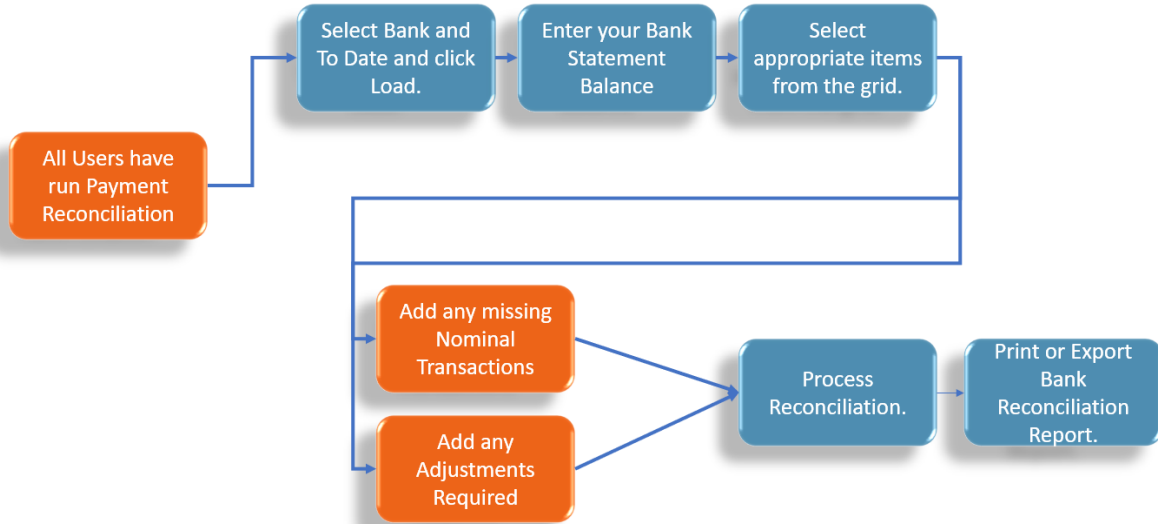 All Users have
run Payment
Reconciliation
Select Bank and
To Date and click
Load.
Enter your Bank
Statement
Balance
Select
appropriate items
from the grid.
Add any missing
Nominal
Transactions
Add any
Adjustments
Required
Process
Reconciliation.
Print or Export
Bank
Reconciliation
Report.